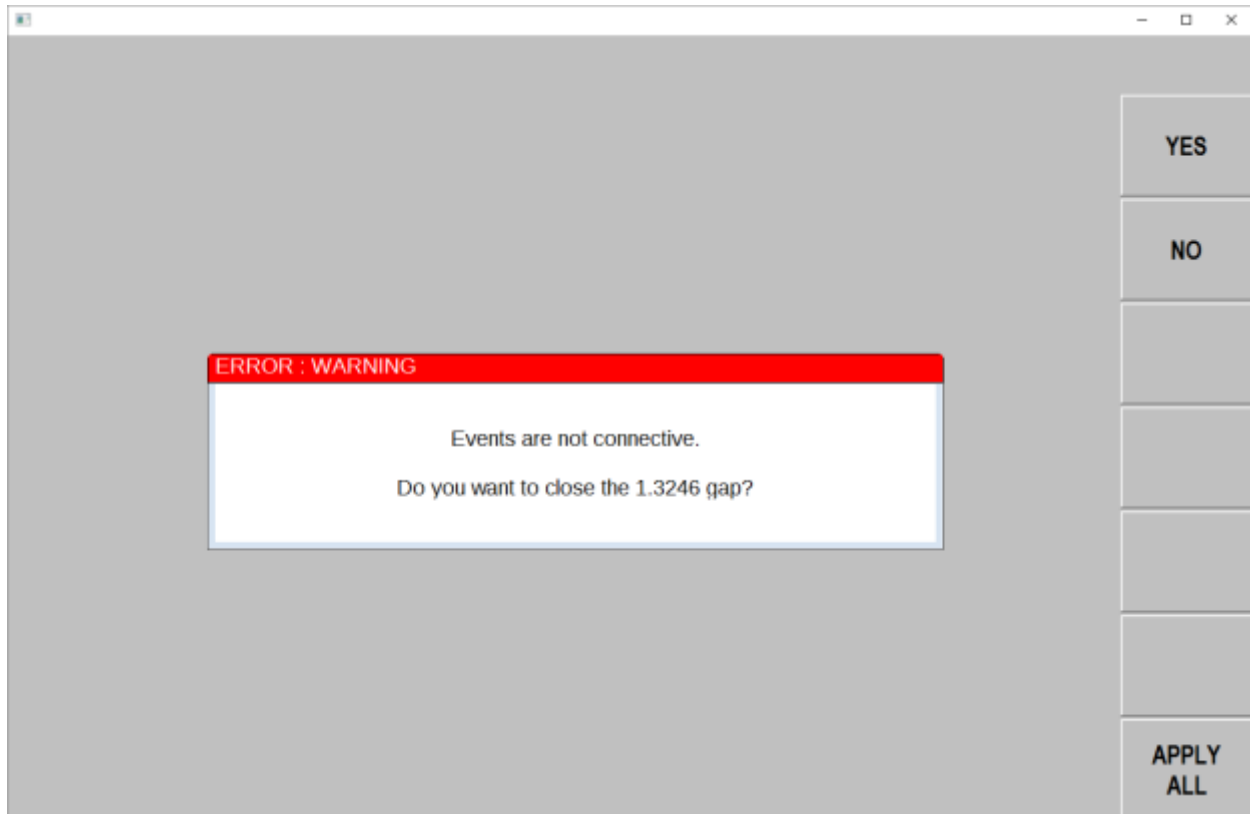 ERROR : WARNING
Events are not connective.
Do you want to close the 1.3246 gap?
YES
NO
APPLY
ALL